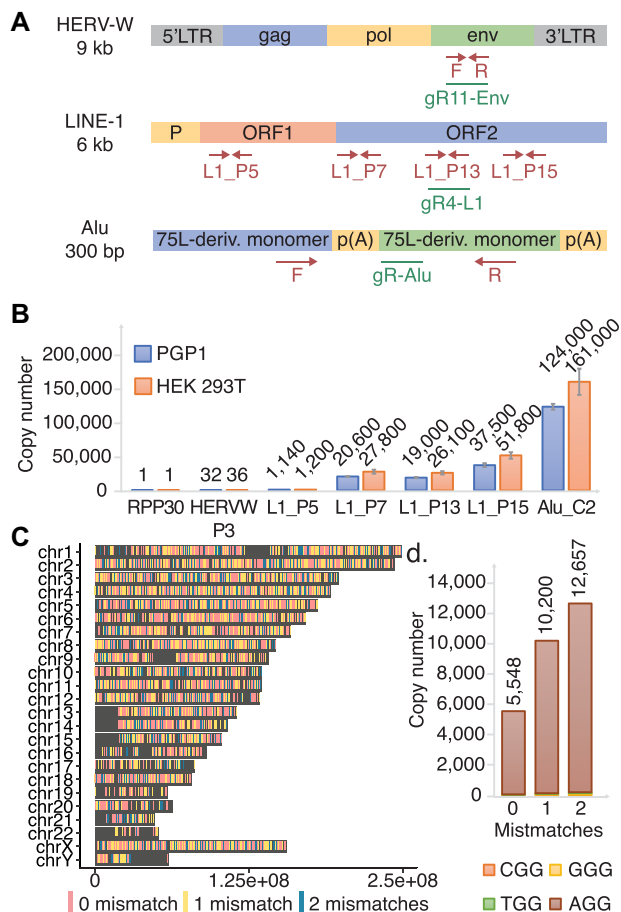 A
HERV-W
9 kb
5'LTR gag pol env 3'LTR
F R
gR11-Env
LINE-1
6 kb
P ORF1 ORF2
L1_P5 L1_P7 L1_P13 L1_P15
gR4-L1
Alu
300 bp
75L-deriv. monomer p(A) 75L-deriv. monomer p(A)
F gR-Alu R
B
Copy number
200,000
150,000
100,000
50,000
0
PGP1
HEK 293T
1 1 32 36 1,140 1,200 20,600 27,800 19,000 26,100 37,500 51,800 124,000 161,000
RPP30 HERVW L1_P5 L1_P7 L1_P13 L1_P15 Alu_C2
P3
C
chr1
chr2
chr3
chr4
chr5
chr6
chr7
chr8
chr9
chr10
chr11
chr12
chr13
chr14
chr15
chr16
chr17
chr18
chr19
chr20
chr21
chr22
chrX
chrY
0 1.25e+08 2.5e+08
0 mismatch 1 mismatch 2 mismatches
d.
Copy number
14,000
12,000
10,000
8,000
6,000
4,000
2,000
0
5,548 10,200 12,657
0 1 2
Mistmatches
CGG GGG
TGG AGG